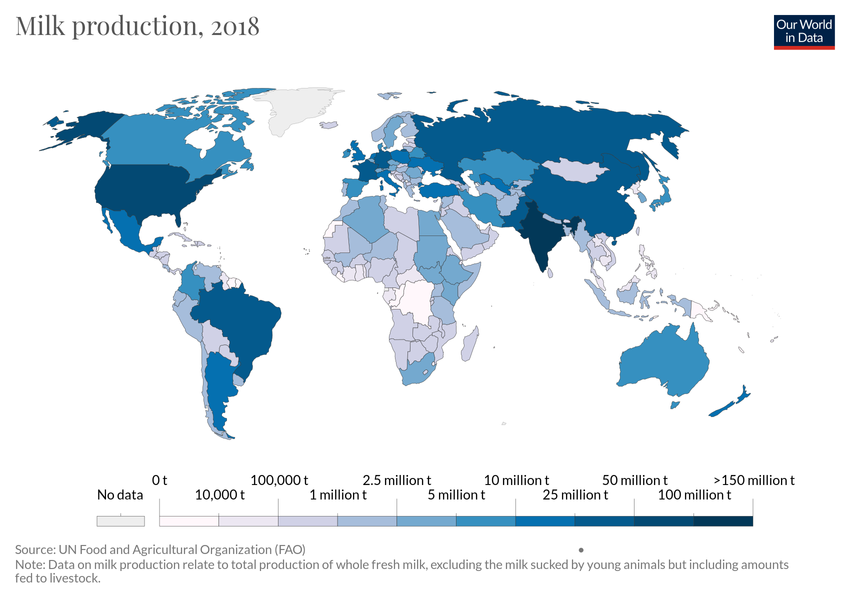 Milk production, 2018
Our World
in Data
0 t
100,000 t
2.5 million t
10 million t
50 million t
>150 million t
No data
10,000 t
1 million t
5 million t
25 million t
100 million t
Source: UN Food and Agricultural Organization (FAO)
Note: Data on milk production relate to total production of whole fresh milk, excluding the milk sucked by young animals but including amounts
fed to livestock.